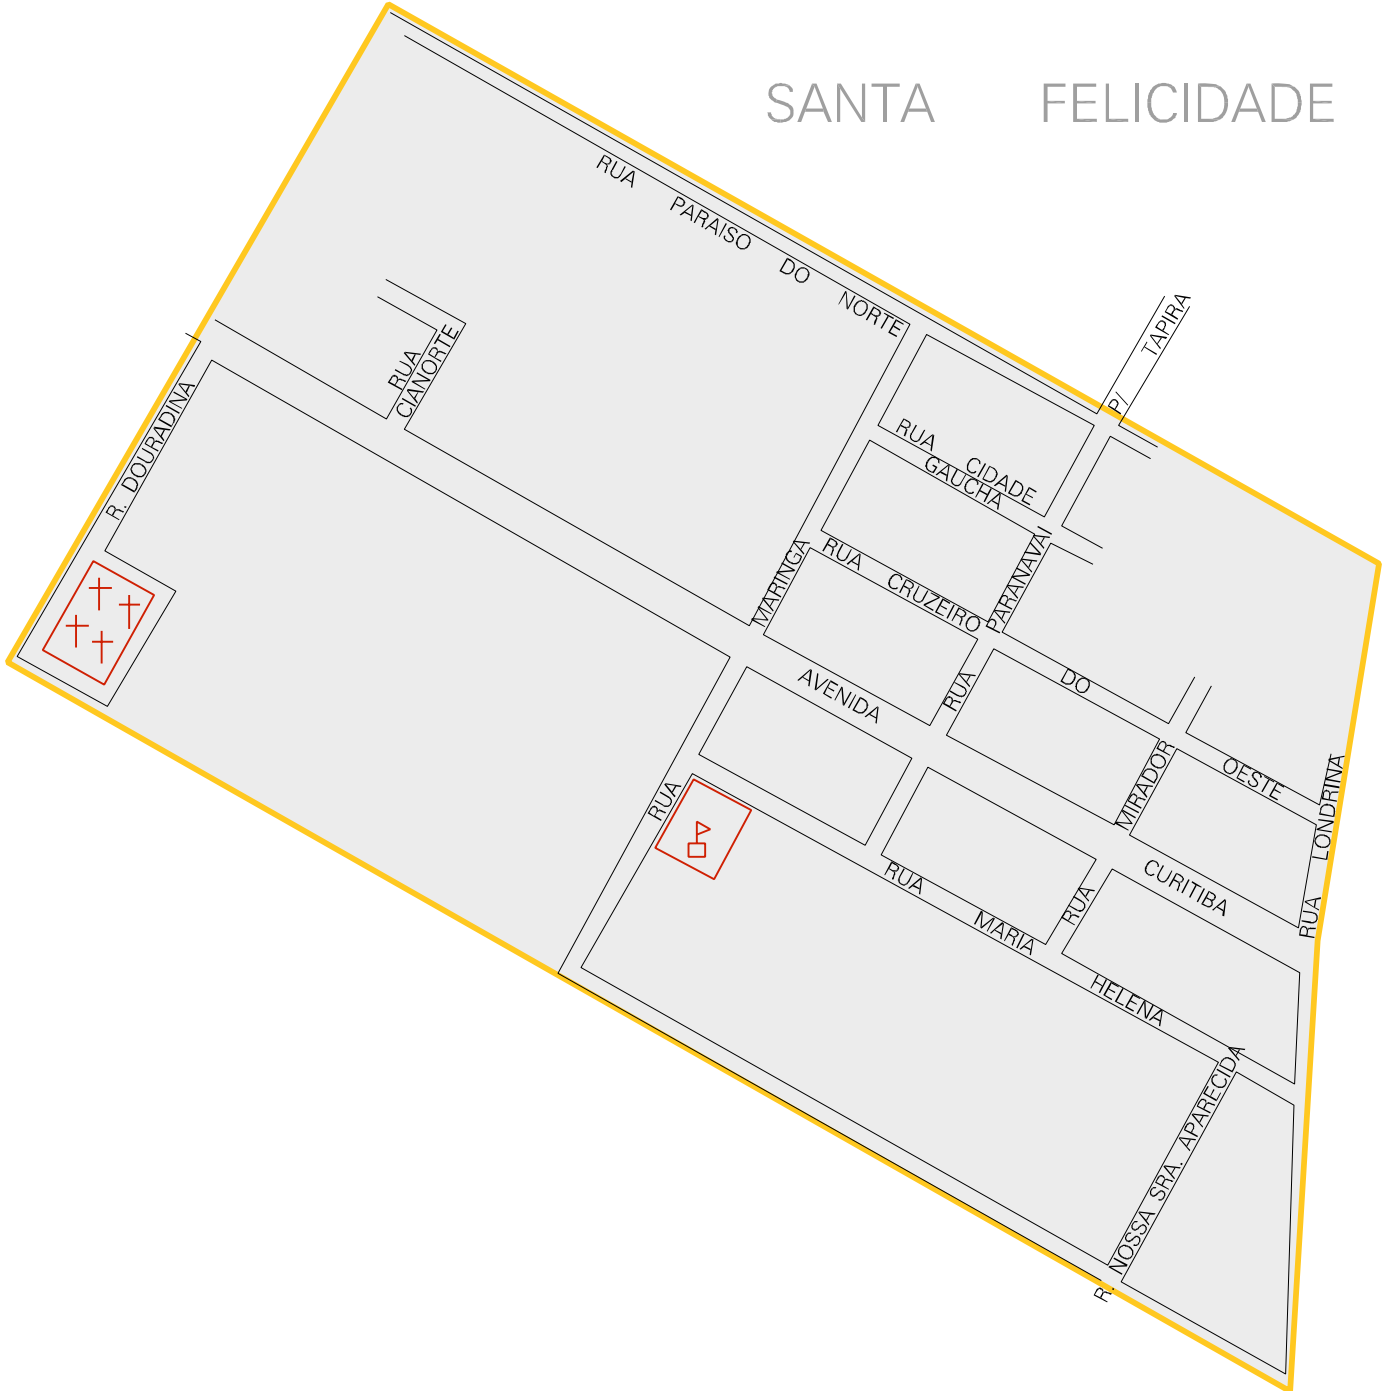 SANTA FELICIDADE
RUA PARAISO DO NORTE
P/ TAPIRA
RUA
CIANORTE
R. DOURADINA
RUA CIDADE
GAUCHA
RUA CRUZEIRO DO OESTE
RUA MARINGA
RUA PARANAVAI
AVENIDA CURITIBA
RUA MIRADOR
RUA LONDRINA
RUA MARIA HELENA
R. NOSSA SRA. APARECIDA